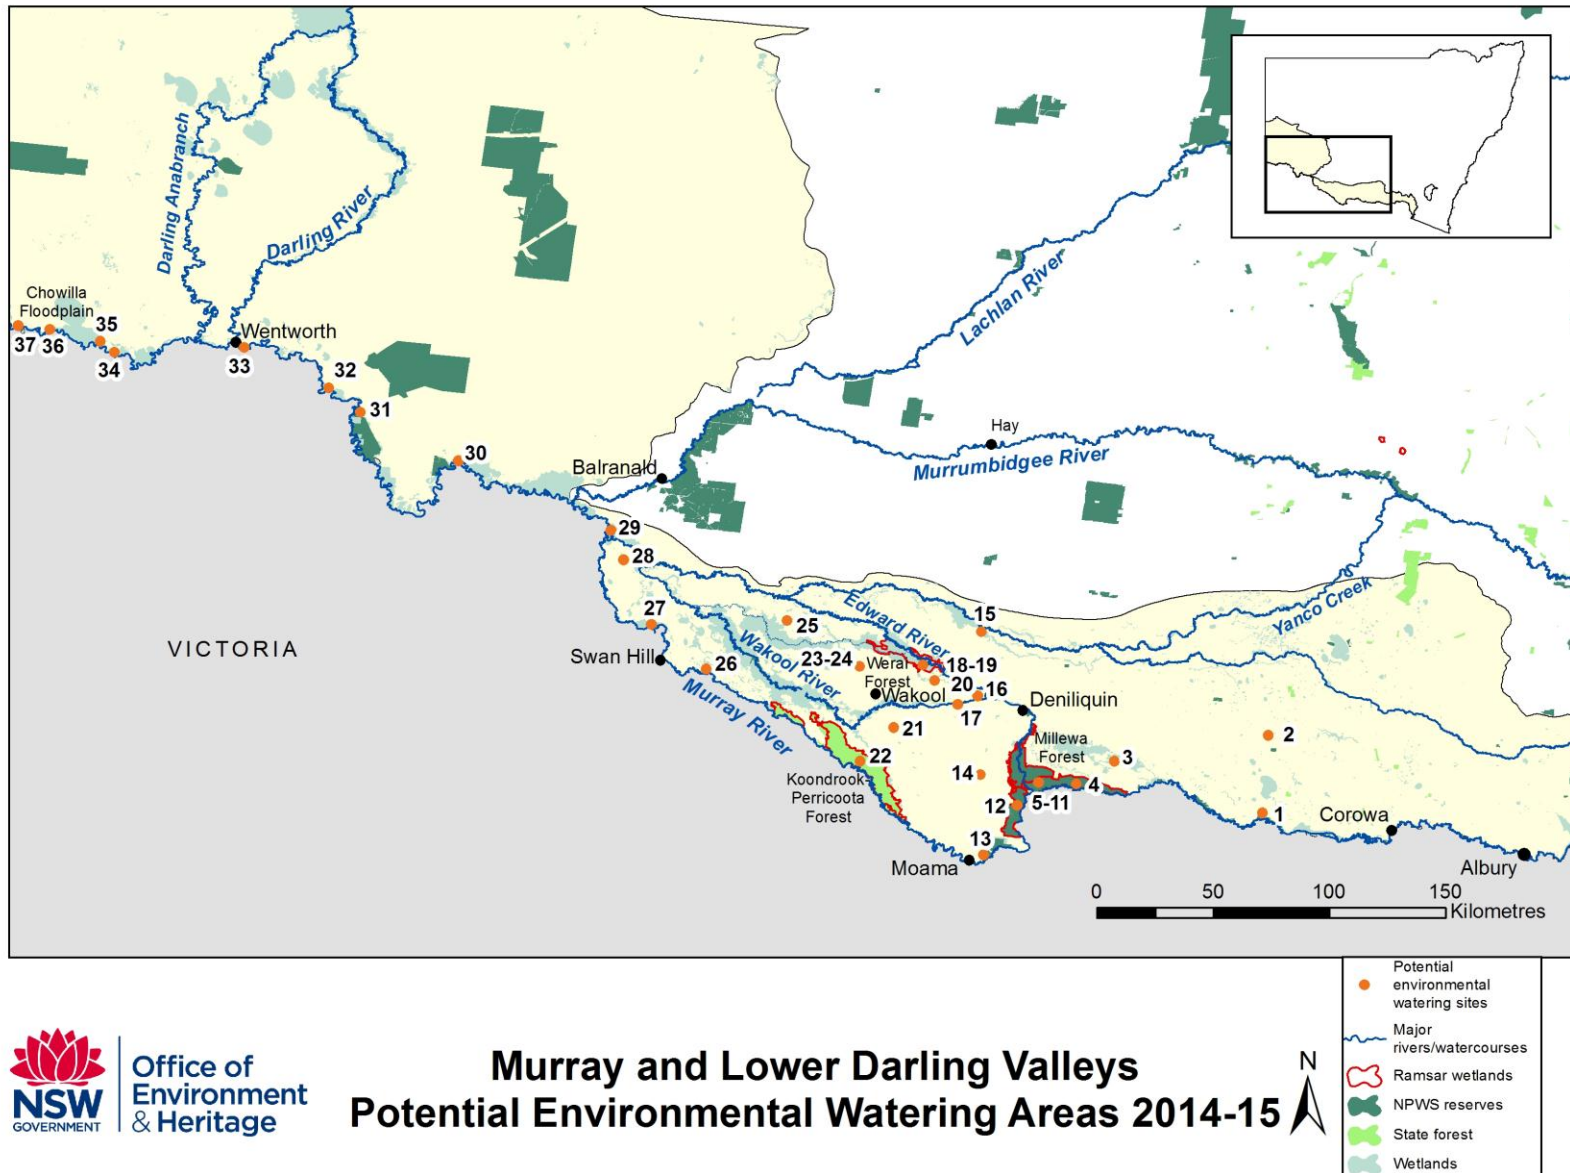 Darling Anabranch
Darling River
Chowilla
Floodplain
35
37
36
34
Wentworth
33
32
31
30
Lachlan River
Hay
Murrumbidgee River
Balranald
29
28
27
VICTORIA
Swan Hill
26
25
Edward River
15
Yanco Creek
Wakool River
23-24
Werai
Forest
18-19
20
16
Wakool
17
Deniliquin
Murray River
21
22
Koondrook-
Perricoota
Forest
14
Millewa
Forest
3
2
12
5-11
4
13
Moama
1
Corowa
Albury
0
50
100
150
Kilometres
Potential
environmental
watering sites
Major
rivers/watercourses
Ramsar wetlands
NPWS reserves
State forest
Wetlands
NSW
GOVERNMENT
Office of
Environment
& Heritage
Murray and Lower Darling Valleys
Potential Environmental Watering Areas 2014-15
N